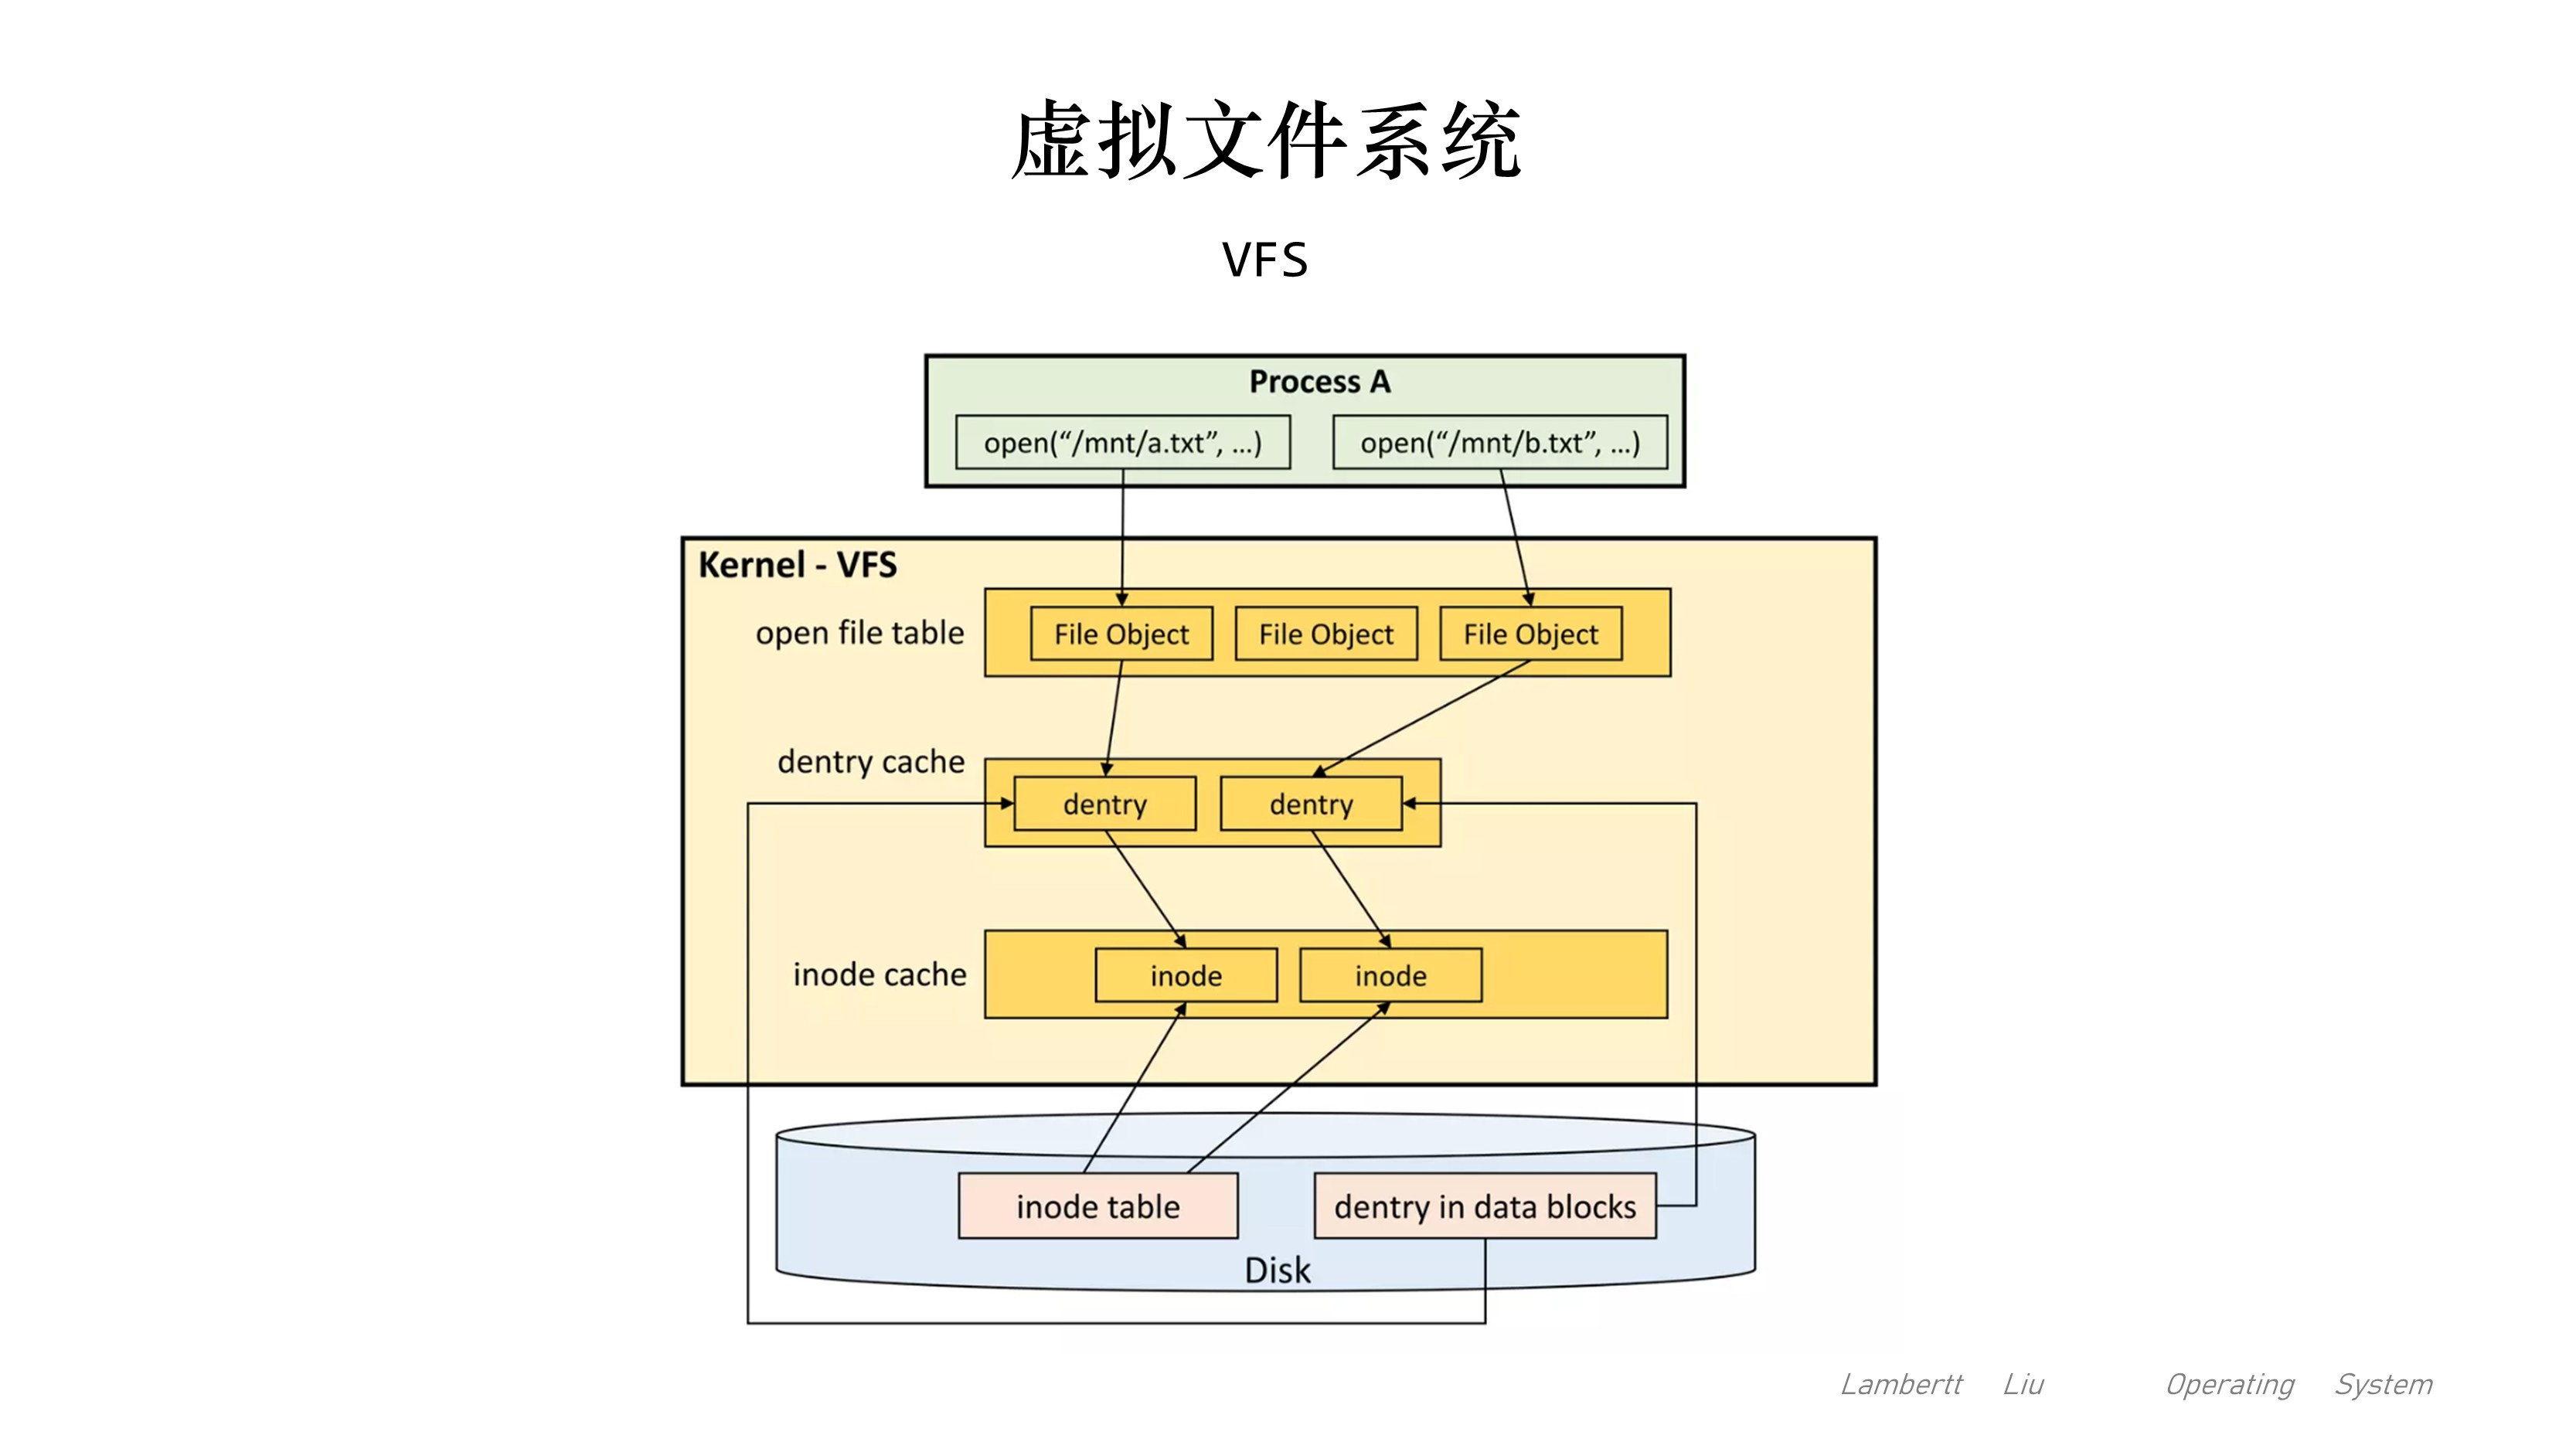 虚拟文件系统
VFS
Process A
open(“/mnt/a.txt”, ...)
open(“/mnt/b.txt”, ...)
Kernel - VFS
open file table
File Object
File Object
File Object
dentry cache
dentry
dentry
inode cache
inode
inode
inode table
dentry in data blocks
Disk
Lambertt Liu Operating System